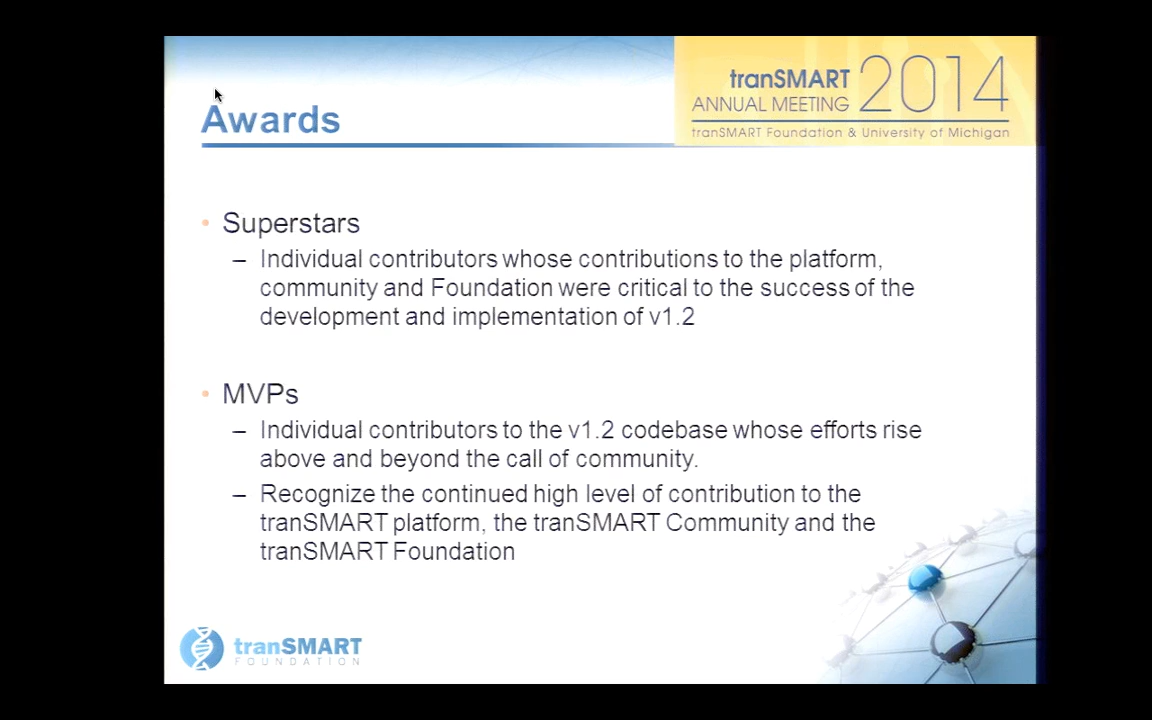 tranSMART 2014
ANNUAL MEETING
tranSMART Foundation & University of Michigan
Awards
• Superstars
– Individual contributors whose contributions to the platform,
community and Foundation were critical to the success of the
development and implementation of v1.2
• MVPs
– Individual contributors to the v1.2 codebase whose efforts rise
above and beyond the call of community.
– Recognize the continued high level of contribution to the
tranSMART platform, the tranSMART Community and the
tranSMART Foundation
tranSMART
FOUNDATION